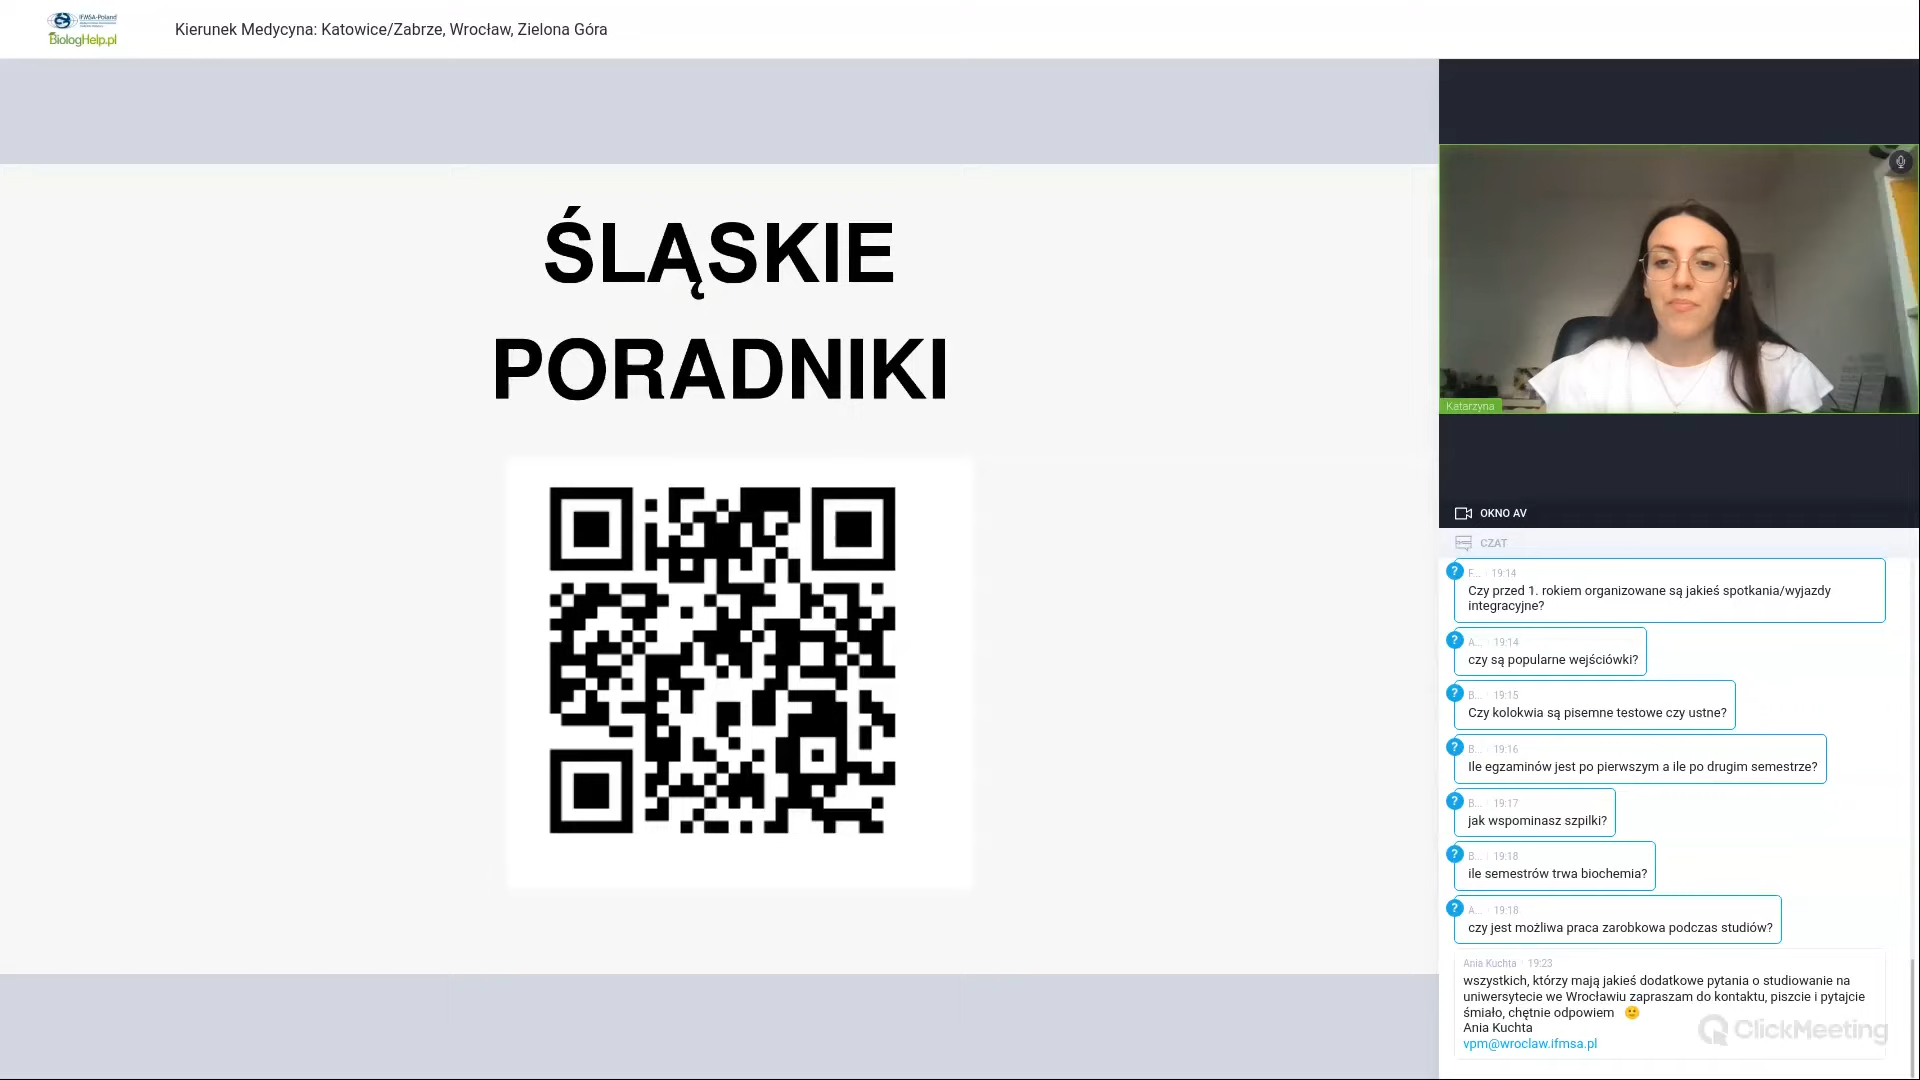 IFMSA-Poland
BiologHelp.pl
Kierunek Medycyna: Katowice/Zabrze, Wrocław, Zielona Góra
ŚLĄSKIE
PORADNIKI
Katarzyna
OKNO AV
CZAT
? F... 19:14
Czy przed 1. rokiem organizowane są jakieś spotkania/wyjazdy
integracyjne?
? A... 19:14
czy są popularne wejściówki?
? B... 19:15
Czy kolokwia są pisemne testowe czy ustne?
? B... 19:16
Ile egzaminów jest po pierwszym a ile po drugim semestrze?
? B... 19:17
jak wspominasz szpilki?
? B... 19:18
ile semestrów trwa biochemia?
? A... 19:18
czy jest możliwa praca zarobkowa podczas studiów?
Ania Kuchta 19:23
wszystkich, którzy mają jakieś dodatkowe pytania o studiowanie na
uniwersytecie we Wrocławiu zapraszam do kontaktu, piszcie i pytajcie
śmiało, chętnie odpowiem 🙂
Ania Kuchta
vpm@wroclaw.ifmsa.pl
ClickMeeting